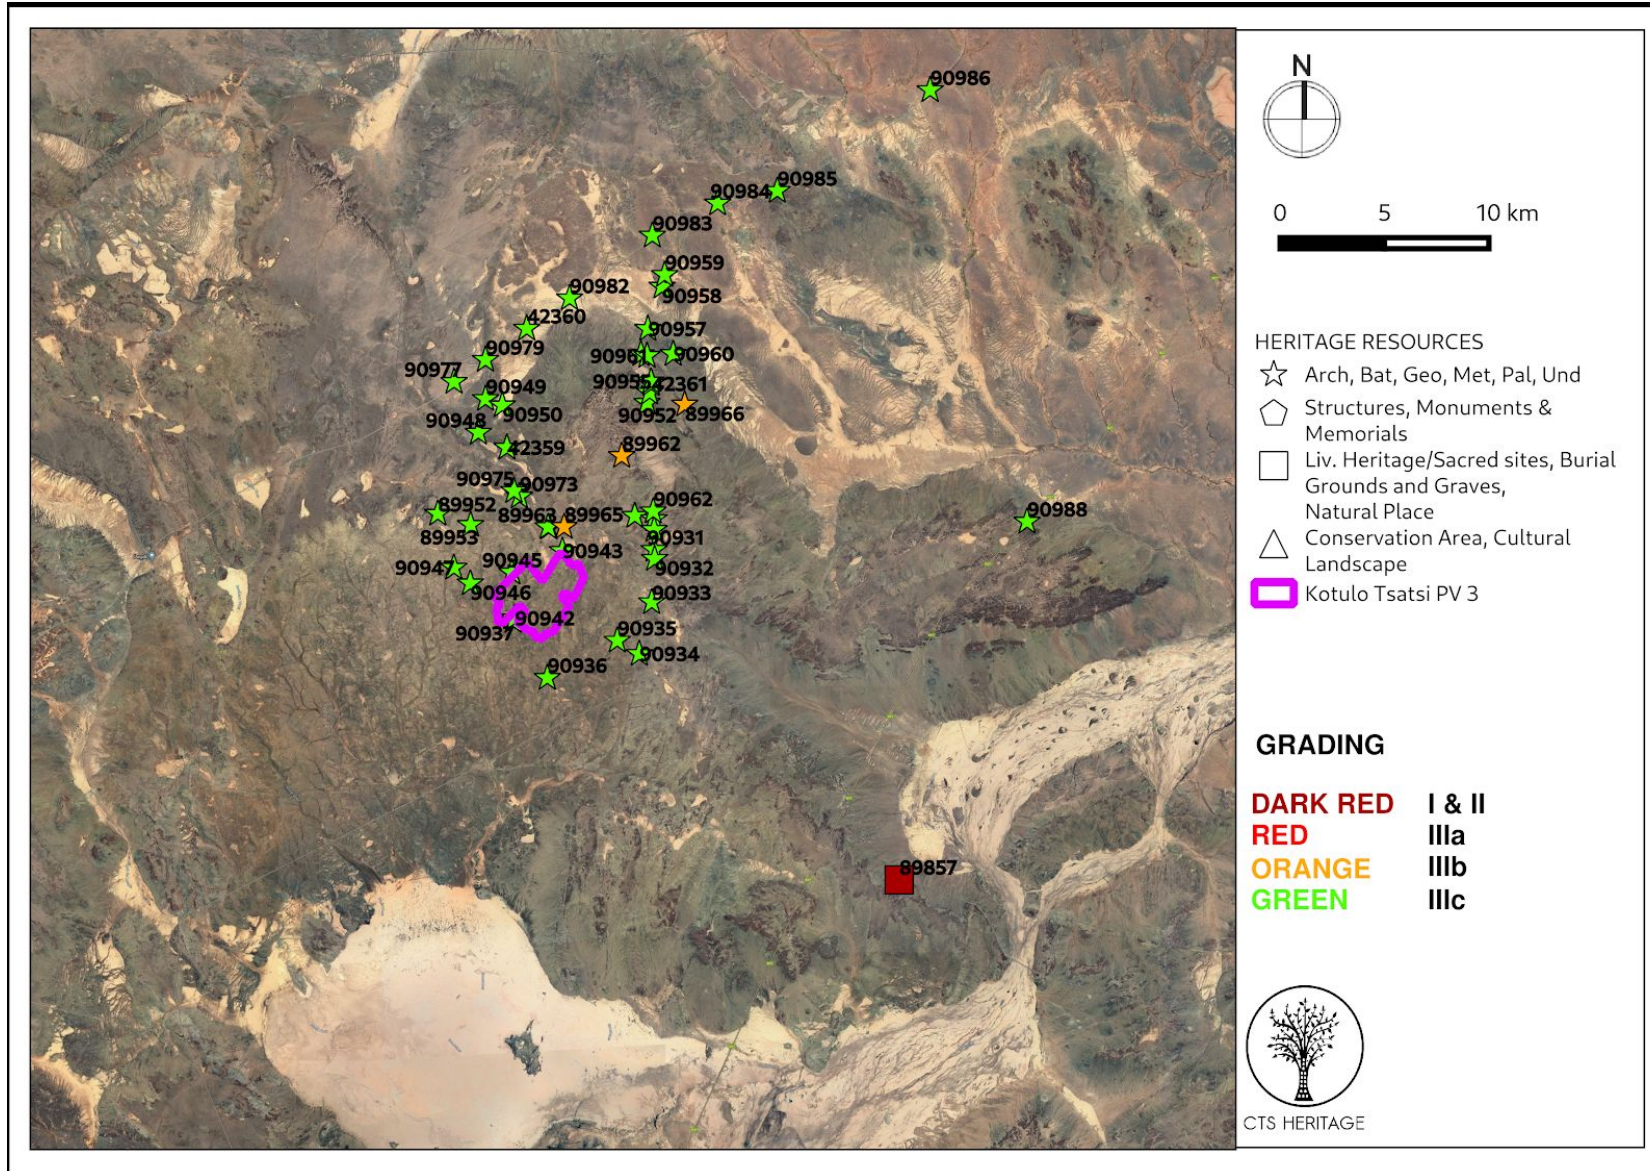 90986
90985
90984
90983
90959
90958
90982
42360
90957
90979
90960
90977
90949
42361
90950
90952
89966
90948
42359
89962
90975
90973
89952
89963
89965
90962
90988
89953
90931
90943
90945
90947
90932
90946
90933
90942
90937
90935
90934
90936
89857
N
0 5 10 km
HERITAGE RESOURCES
Arch, Bat, Geo, Met, Pal, Und
Structures, Monuments &
Memorials
Liv. Heritage/Sacred sites, Burial
Grounds and Graves,
Natural Place
Conservation Area, Cultural
Landscape
Kotulo Tsatsi PV 3
GRADING
DARK RED I & II
RED IIIa
ORANGE IIIb
GREEN IIIc
CTS HERITAGE